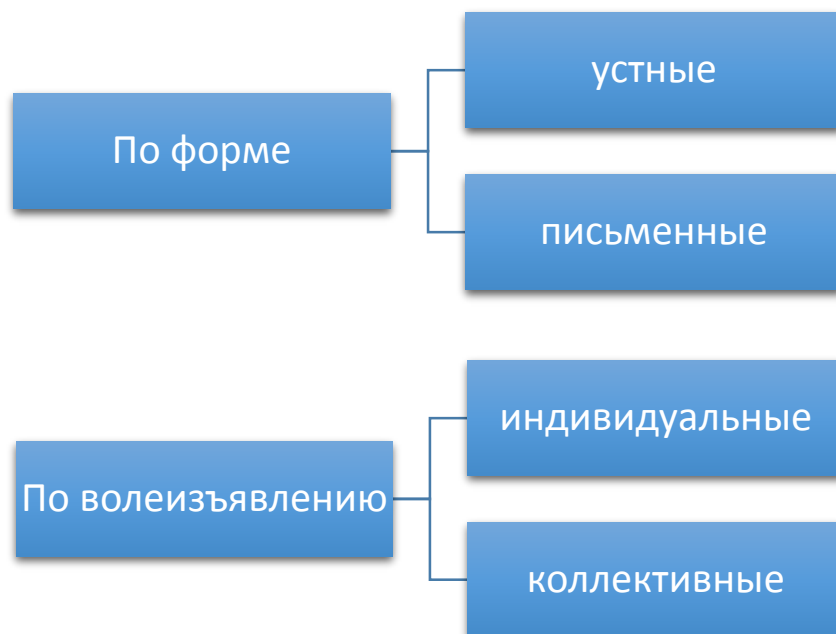 По форме
устные
письменные
По волеизъявлению
индивидуальные
коллективные